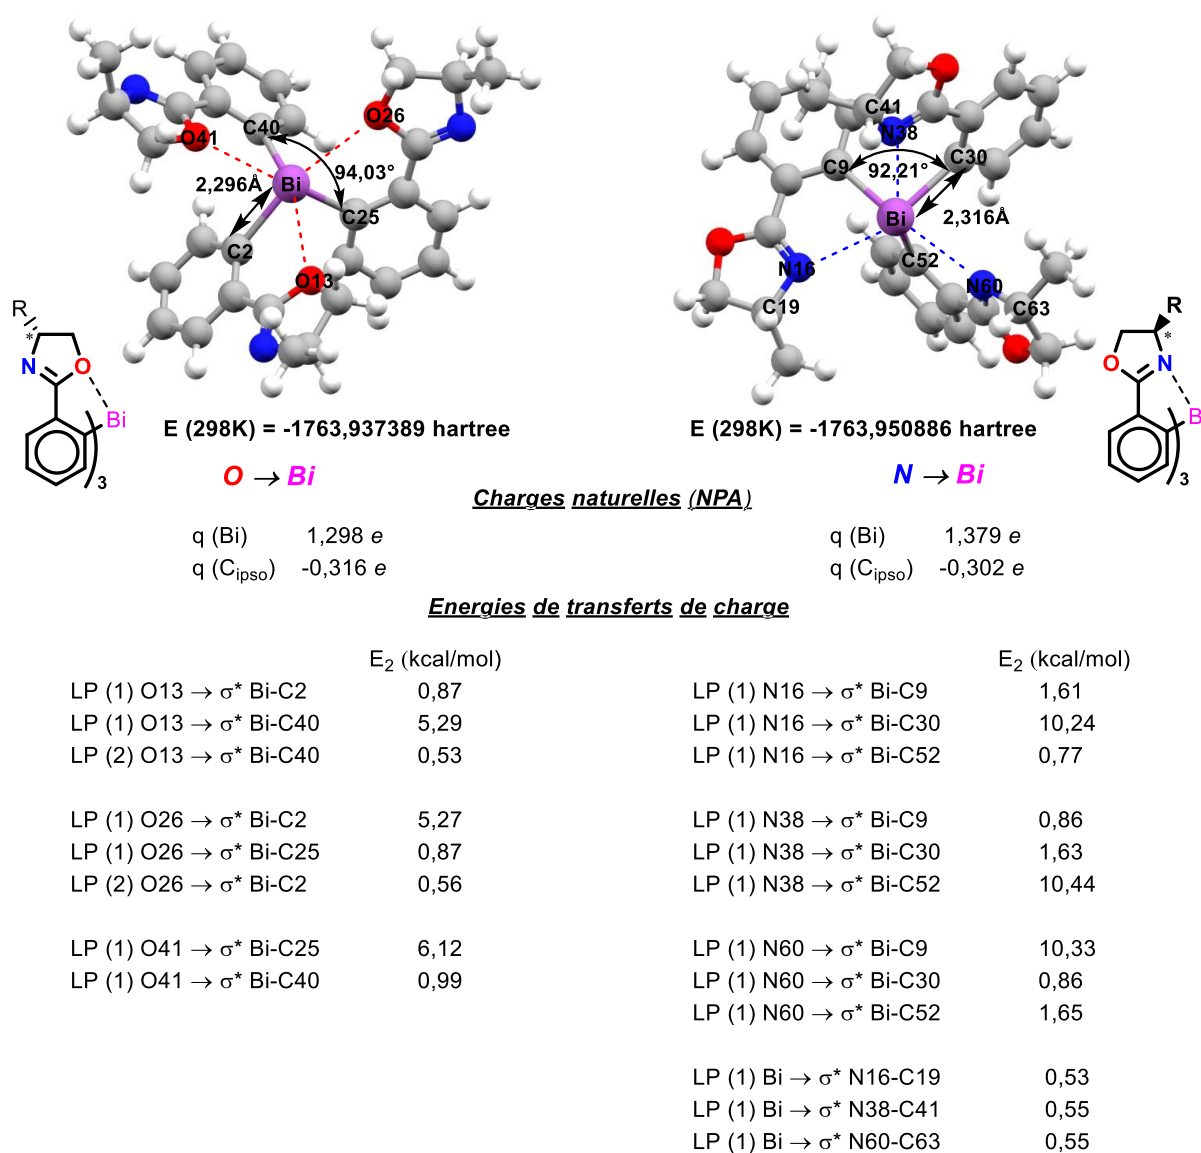 O41
C40
O26
Bi
94,03°
2,296Å
C25
C2
O13
C41
N38
C9
92,21°
C30
Bi
2,316Å
C52
N16
N60
C19
C63
R
*
N
O
Bi
3
R
*
O
N
B
3
E (298K) = -1763,937389 hartree
E (298K) = -1763,950886 hartree
O → Bi
N → Bi
Charges naturelles (NPA)
q (Bi) 1,298 e
q (Cipso) -0,316 e
q (Bi) 1,379 e
q (Cipso) -0,302 e
Energies de transferts de charge
E2 (kcal/mol)
LP (1) O13 → σ* Bi-C2 0,87
LP (1) O13 → σ* Bi-C40 5,29
LP (2) O13 → σ* Bi-C40 0,53
LP (1) O26 → σ* Bi-C2 5,27
LP (1) O26 → σ* Bi-C25 0,87
LP (2) O26 → σ* Bi-C2 0,56
LP (1) O41 → σ* Bi-C25 6,12
LP (1) O41 → σ* Bi-C40 0,99
E2 (kcal/mol)
LP (1) N16 → σ* Bi-C9 1,61
LP (1) N16 → σ* Bi-C30 10,24
LP (1) N16 → σ* Bi-C52 0,77
LP (1) N38 → σ* Bi-C9 0,86
LP (1) N38 → σ* Bi-C30 1,63
LP (1) N38 → σ* Bi-C52 10,44
LP (1) N60 → σ* Bi-C9 10,33
LP (1) N60 → σ* Bi-C30 0,86
LP (1) N60 → σ* Bi-C52 1,65
LP (1) Bi → σ* N16-C19 0,53
LP (1) Bi → σ* N38-C41 0,55
LP (1) Bi → σ* N60-C63 0,55